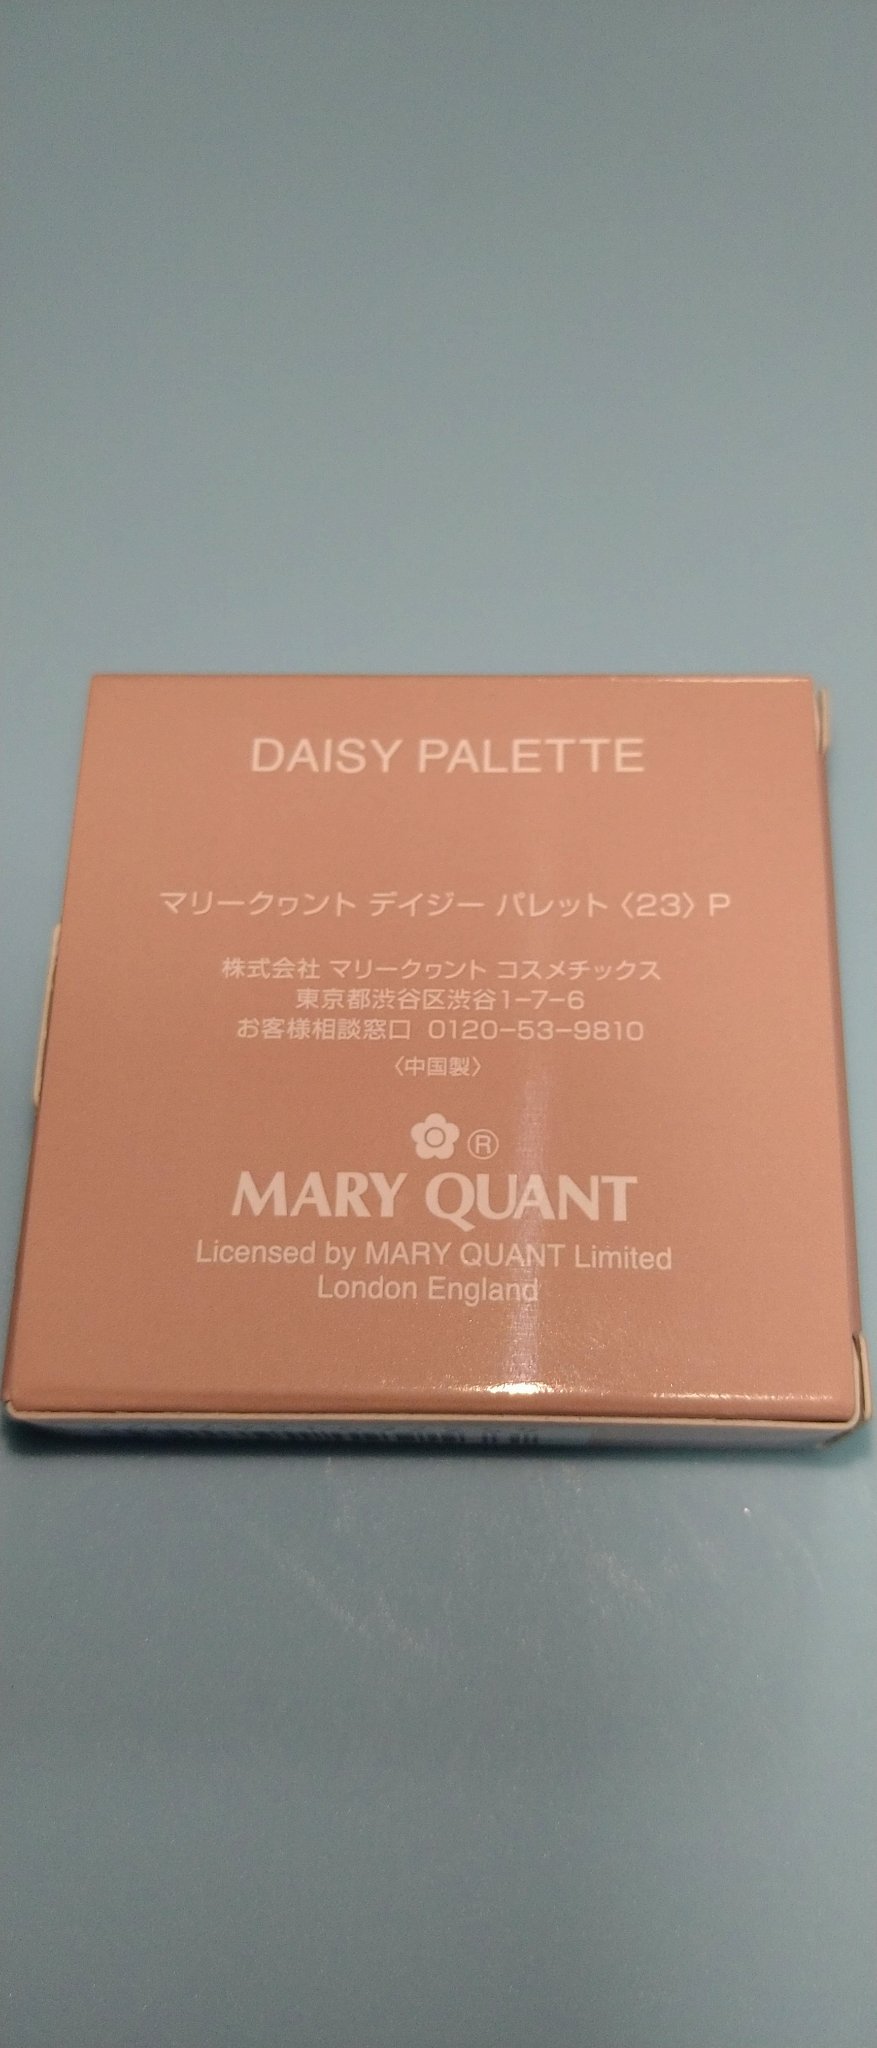 DAISY PALETTE
マリークヮント デイジー パレット〈23〉P
株式会社 マリークヮント コスメチックス
東京都渋谷区渋谷1-7-6
お客様相談窓口 0120-53-9810
〈中国製〉
®
MARY QUANT
Licensed by MARY QUANT Limited
London England